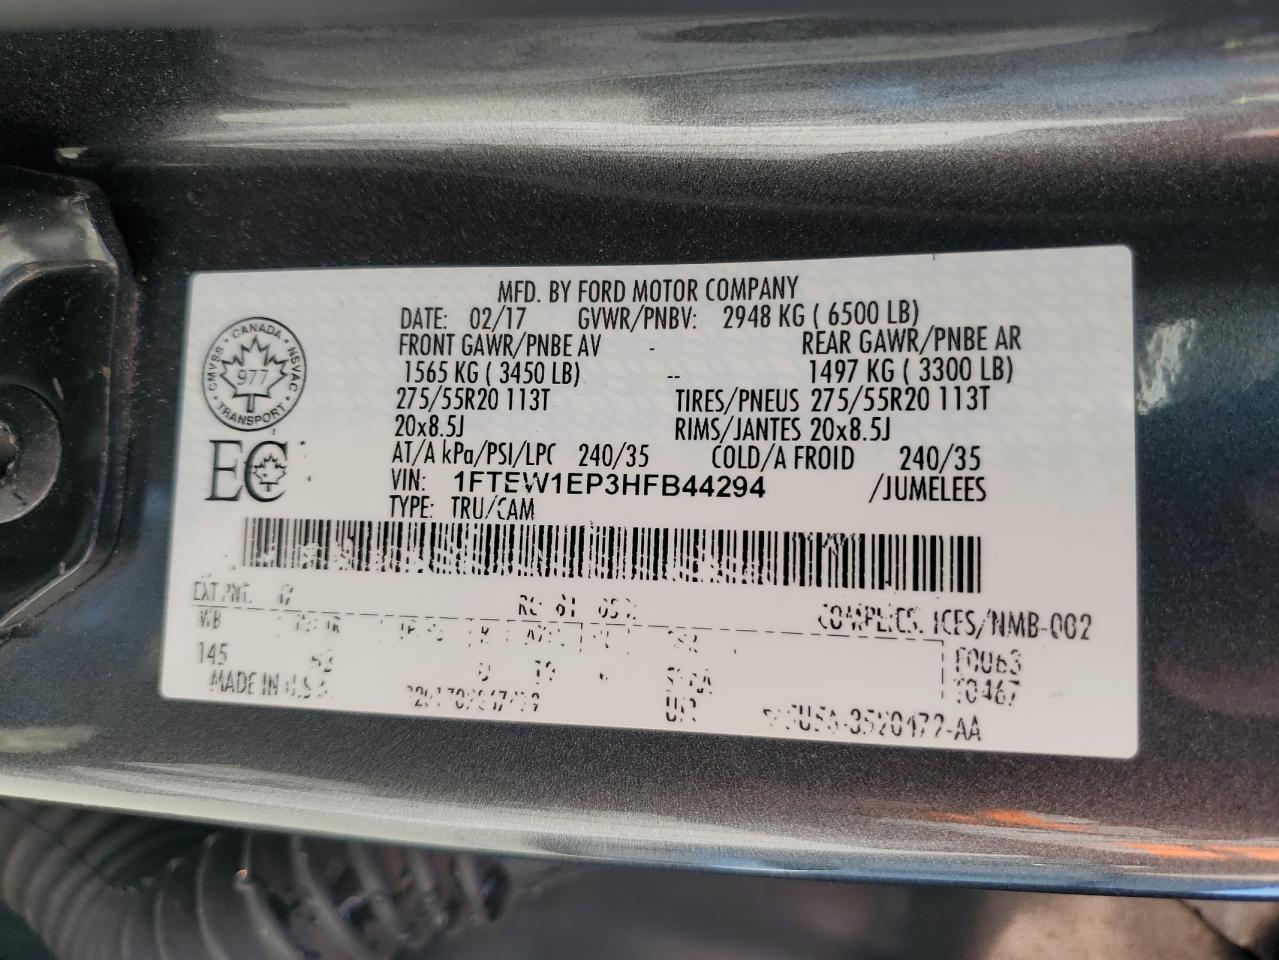 MFD. BY FORD MOTOR COMPANY
DATE: 02/17 GVWR/PNBV: 2948 KG ( 6500 LB)
FRONT GAWR/PNBE AV - REAR GAWR/PNBE AR
1565 KG ( 3450 LB) -- 1497 KG ( 3300 LB)
275/55R20 113T TIRES/PNEUS 275/55R20 113T
20x8.5J RIMS/JANTES 20x8.5J
AT/A kPa/PSI/LPC 240/35 COLD/A FROID 240/35
VIN: 1FTEW1EP3HFB44294 /JUMELEES
TYPE: TRU/CAM
CANADA
CMVSS NSVAC
977
TRANSPORT
EC
EXT PNT:
WB
145
MADE IN U.S.A.
ICES/NMB-002